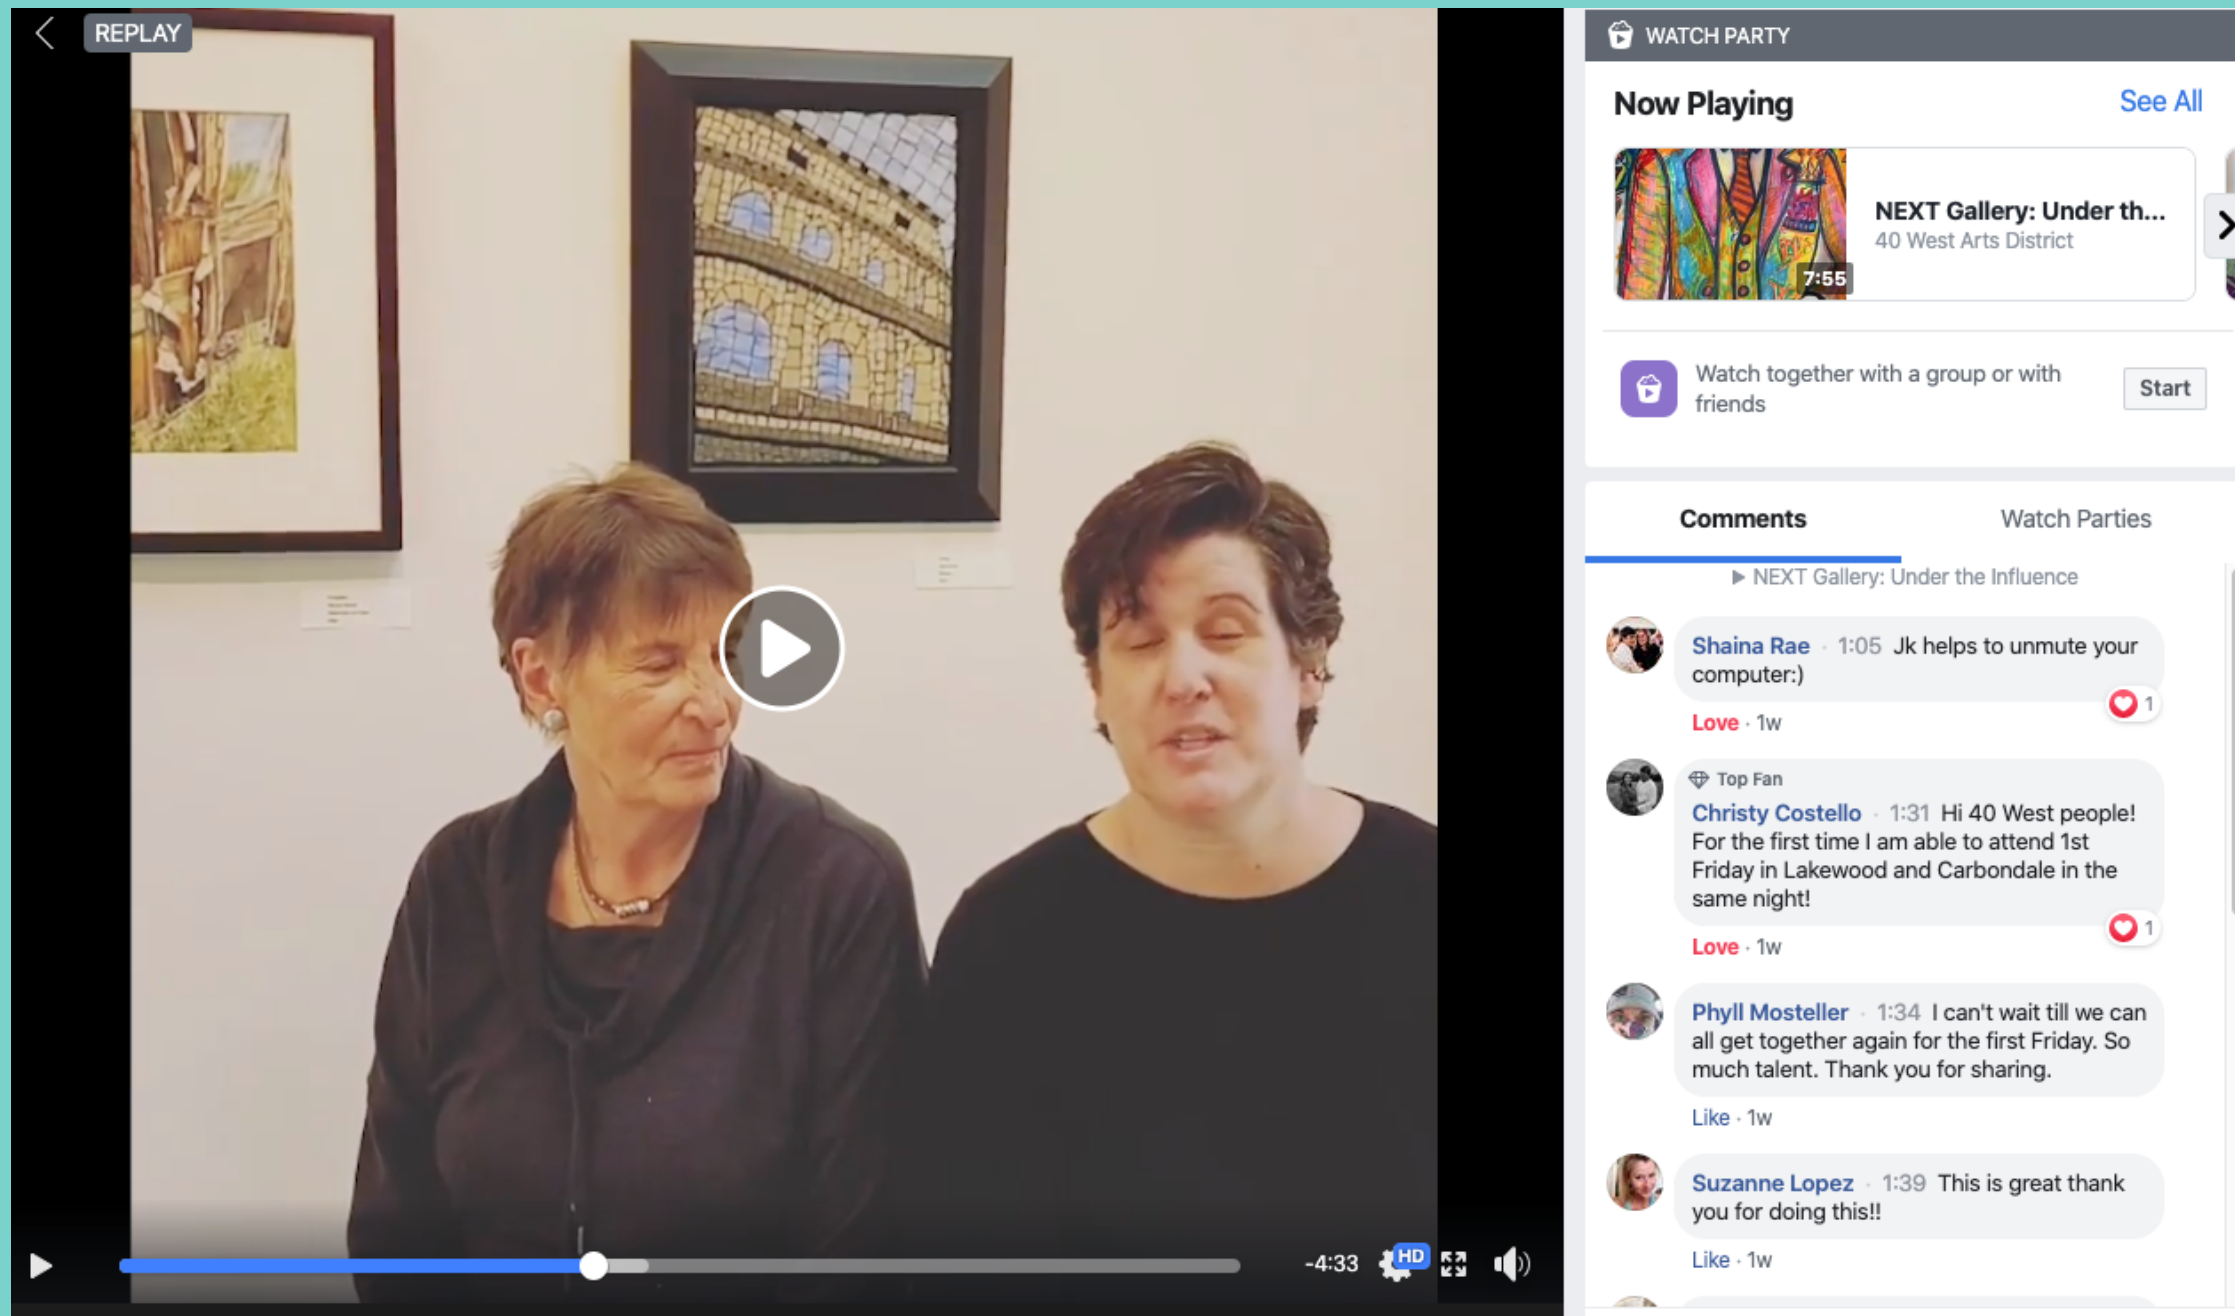 REPLAY
-4:33
HD
WATCH PARTY
Now Playing
See All
7:55
NEXT Gallery: Under th...
40 West Arts District
Watch together with a group or with
friends
Start
Comments
Watch Parties
NEXT Gallery: Under the Influence
Shaina Rae · 1:05 Jk helps to unmute your
computer:)
1
Love · 1w
Top Fan
Christy Costello · 1:31 Hi 40 West people!
For the first time I am able to attend 1st
Friday in Lakewood and Carbondale in the
same night!
1
Love · 1w
Phyll Mosteller · 1:34 I can't wait till we can
all get together again for the first Friday. So
much talent. Thank you for sharing.
Like · 1w
Suzanne Lopez · 1:39 This is great thank
you for doing this!!
Like · 1w